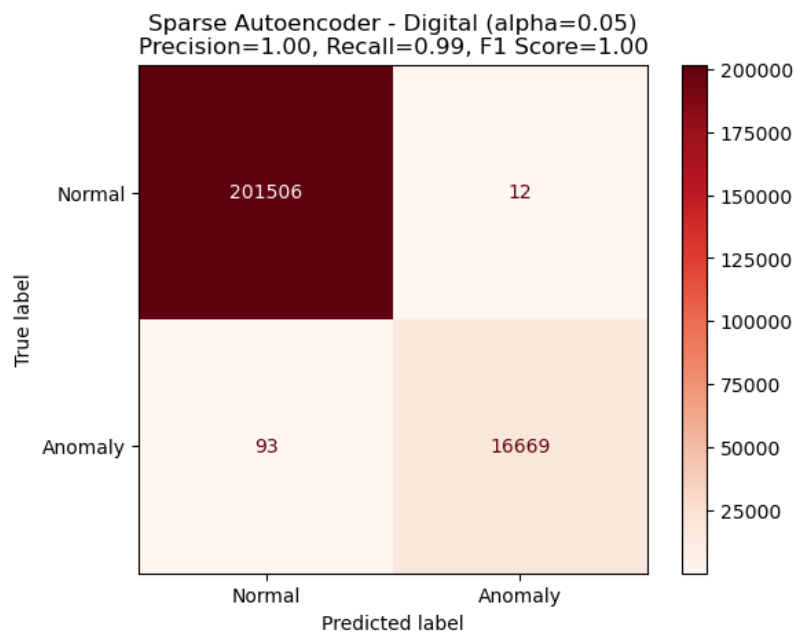 Sparse Autoencoder - Digital (alpha=0.05)
Precision=1.00, Recall=0.99, F1 Score=1.00
True label
Normal
Anomaly
201506
12
93
16669
Normal
Anomaly
Predicted label
200000
175000
150000
125000
100000
75000
50000
25000